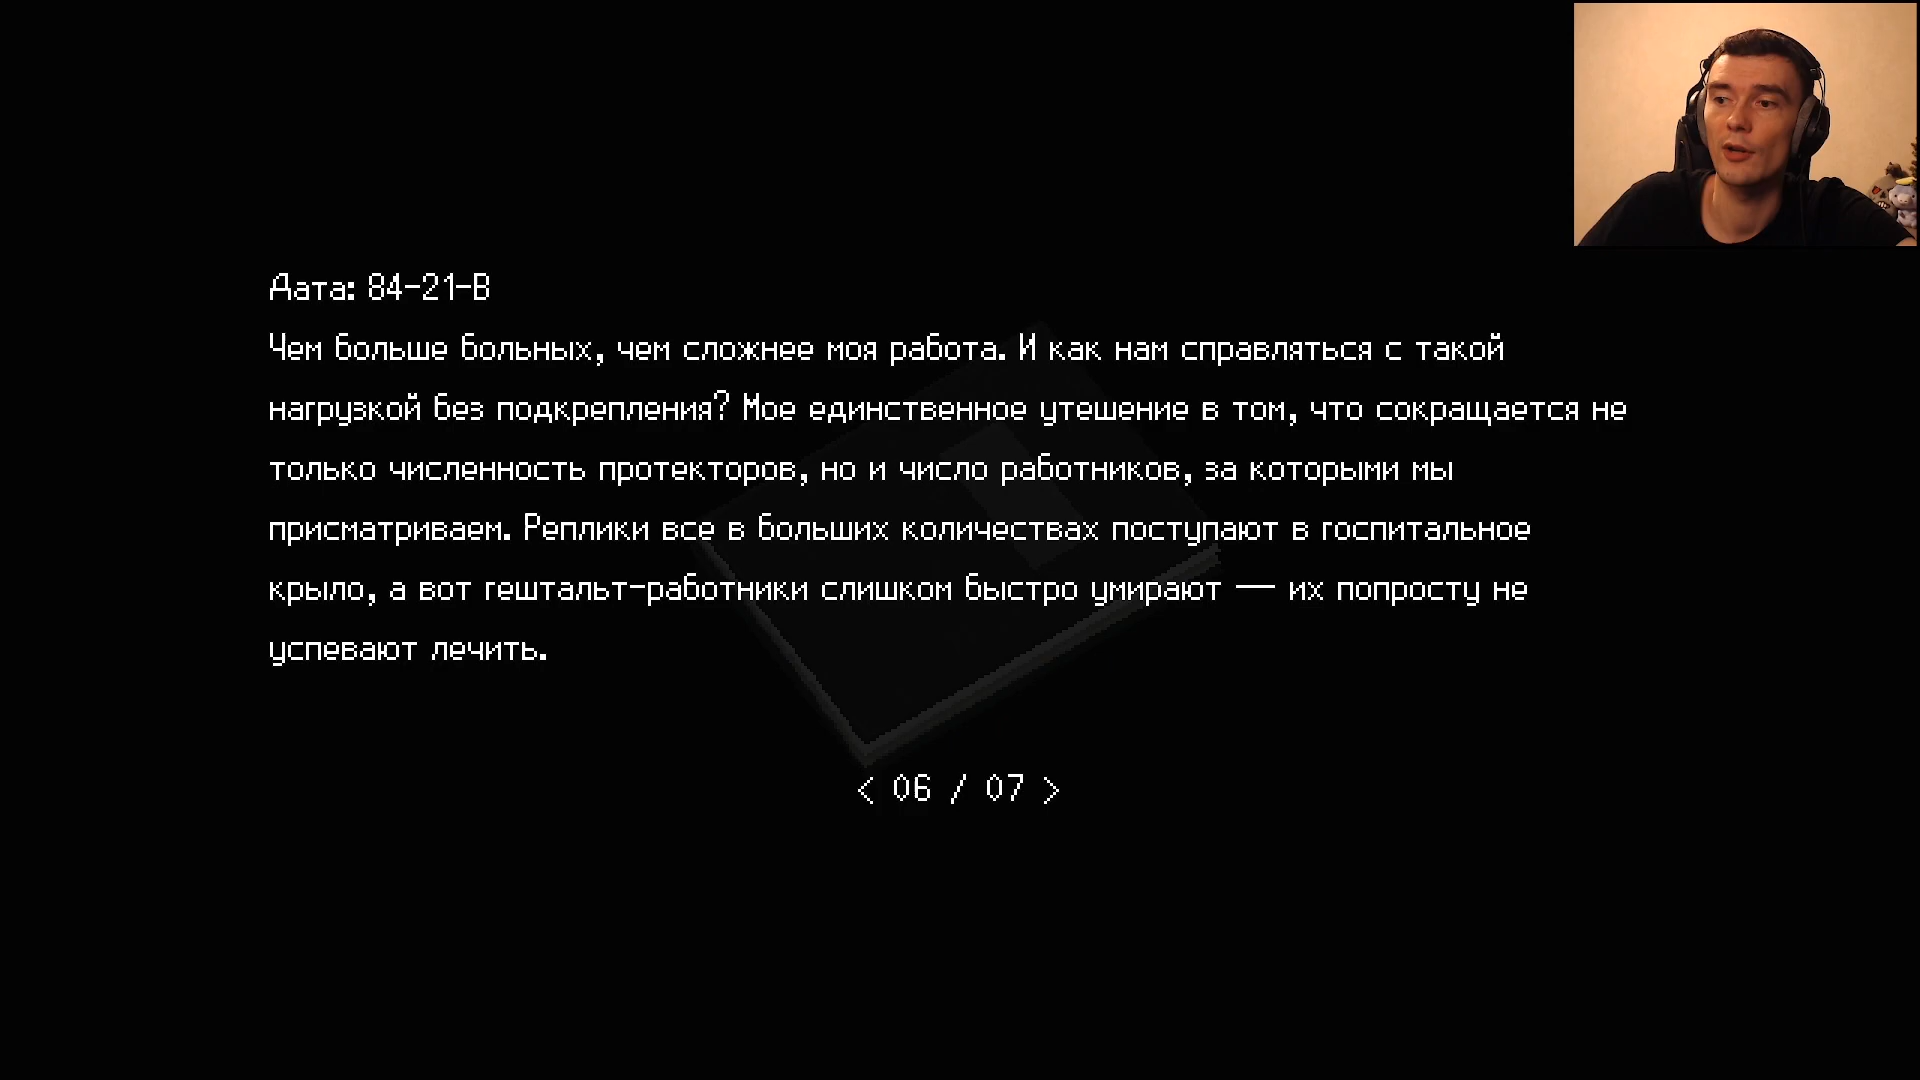 Дата: 84-21-В
Чем больше больных, чем сложнее моя работа. И как нам справляться с такой
нагрузкой без подкрепления? Мое единственное утешение в том, что сокращается не
только численность протекторов, но и число работников, за которыми мы
присматриваем. Реплики все в больших количествах поступают в госпитальное
крыло, а вот гештальт-работники слишком быстро умирают — их попросту не
успевают лечить.
< 06 / 07 >